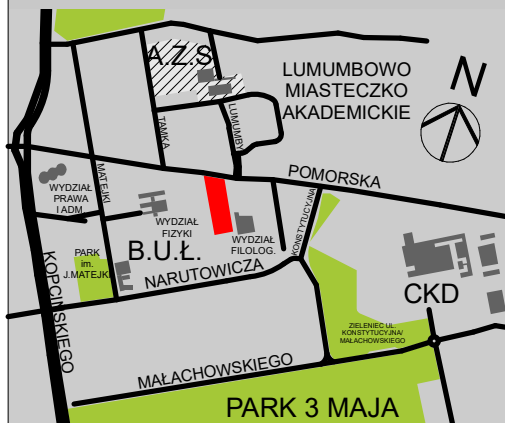 A.Z.S
LUMUMBOWO
MIASTECZKO
AKADEMICKIE
N
TAMKA
LUMUMBY
MATEJKI
POMORSKA
WYDZIAŁ
PRAWA
I ADM.
WYDZIAŁ
FIZYKI
WYDZIAŁ
FILOLOG.
KONSTYTUCYJNA
B.U.Ł.
PARK
im.
J.MATEJKI
NARUTOWICZA
KOPCIŃSKIEGO
CKD
ZIELENIEC UL.
KONSTYTUCYJNA/
MAŁACHOWSKIEGO
MAŁACHOWSKIEGO
PARK 3 MAJA